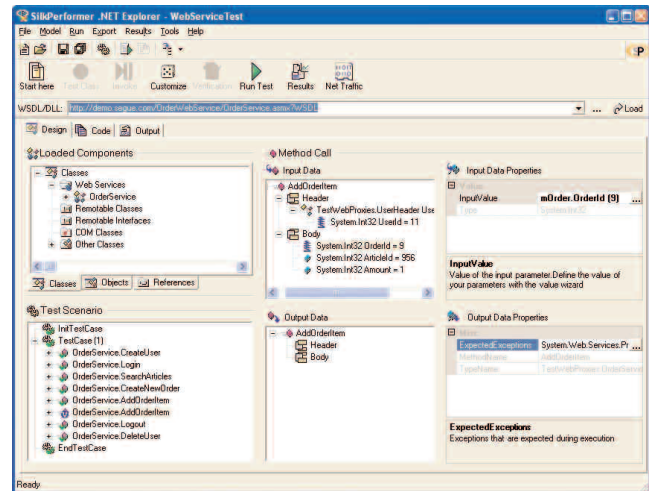 SilkPerformer .NET Explorer - WebServiceTest
File Model Run Export Results Tools Help
Start here Test Class Invoke Customize Verification Run Test Results Net Traffic
WSDL/DLL: http://demo.segue.com/OrderWebService/OrderService.asmx?WSDL ... Load
Design Code Output
Loaded Components
Classes
Web Services
OrderService
Remotable Classes
Remotable Interfaces
COM Classes
Other Classes
Classes Objects References
Test Scenario
InitTestCase
TestCase (1)
OrderService.CreateUser
OrderService.Login
OrderService.SearchArticles
OrderService.CreateNewOrder
OrderService.AddOrderItem
OrderService.AddOrderItem
OrderService.Logout
OrderService.DeleteUser
EndTestCase
Method Call
Input Data
AddOrderItem
Header
TestWebProxies.UserHeader Use
System.Int32 UserId = 11
Body
System.Int32 OrderId = 9
System.Int32 ArticleId = 956
System.Int32 Amount = 1
Output Data
AddOrderItem
Header
Body
Input Data Properties
Value
InputValue mOrder.OrderId (9) ...
Type System.Int32
InputValue
Value of the input parameter.Define the value of
your parameters with the value wizard
Output Data Properties
ExpectedExceptions System.Web.Services.Pr ...
MethodName AddOrderItem
TypeName TestWebProxies.OrderServic
ExpectedExceptions
Exceptions that are expected during execution
Ready